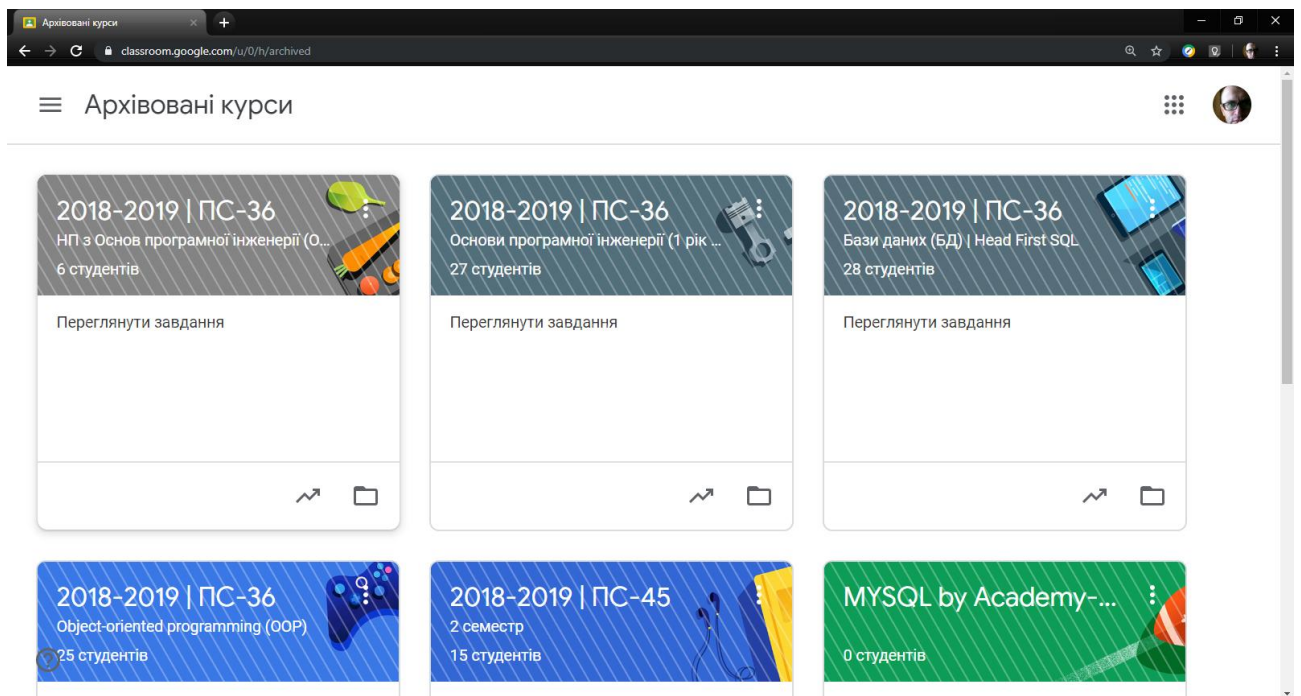 Архівовані курси
classroom.google.com/u/0/h/archived
Архівовані курси
2018-2019 | ПС-36
НП з Основ програмної інженерії (О...
6 студентів
Переглянути завдання
2018-2019 | ПС-36
Основи програмної інженерії (1 рік ...
27 студентів
Переглянути завдання
2018-2019 | ПС-36
Бази даних (БД) | Head First SQL
28 студентів
Переглянути завдання
2018-2019 | ПС-36
Object-oriented programming (OOP)
25 студентів
2018-2019 | ПС-45
2 семестр
15 студентів
MYSQL by Academy-...
0 студентів